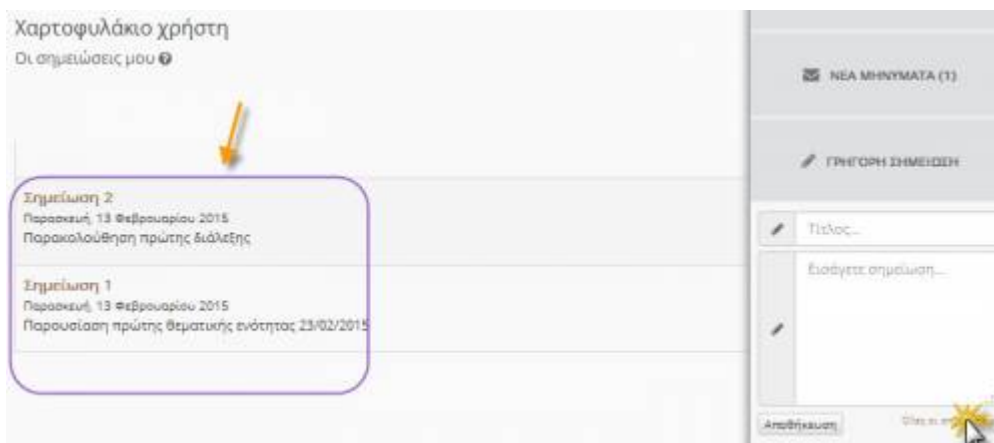 Χαρτοφυλάκιο χρήστη
Οι σημειώσεις μου
Σημείωση 2
Παρασκευή, 13 Φεβρουαρίου 2015
Παρακολούθηση πρώτης διάλεξης
Σημείωση 1
Παρασκευή, 13 Φεβρουαρίου 2015
Παρουσίαση πρώτης θεματικής ενότητας 23/02/2015
ΝΕΑ ΜΗΝΥΜΑΤΑ (1)
ΓΡΗΓΟΡΗ ΣΗΜΕΙΩΣΗ
Τίτλος...
Εισάγετε σημείωση...
Αποθήκευση